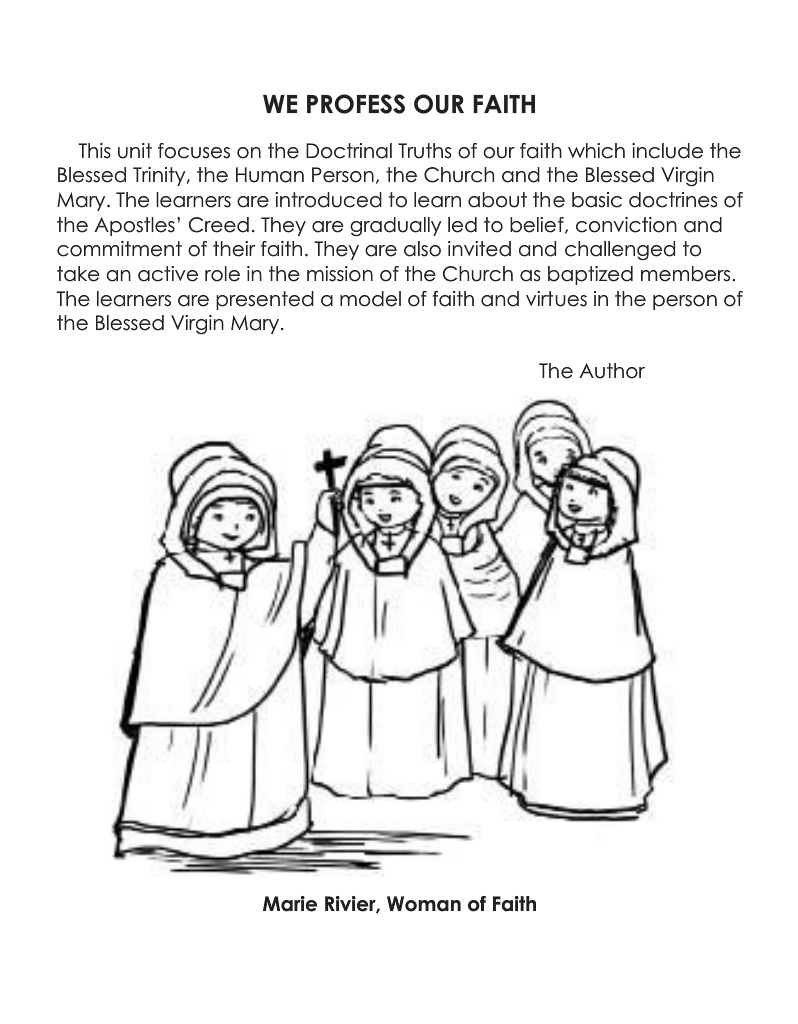 WE PROFESS OUR FAITH
This unit focuses on the Doctrinal Truths of our faith which include the
Blessed Trinity, the Human Person, the Church and the Blessed Virgin
Mary. The learners are introduced to learn about the basic doctrines of
the Apostles’ Creed. They are gradually led to belief, conviction and
commitment of their faith. They are also invited and challenged to
take an active role in the mission of the Church as baptized members.
The learners are presented a model of faith and virtues in the person of
the Blessed Virgin Mary.
The Author
Marie Rivier, Woman of Faith